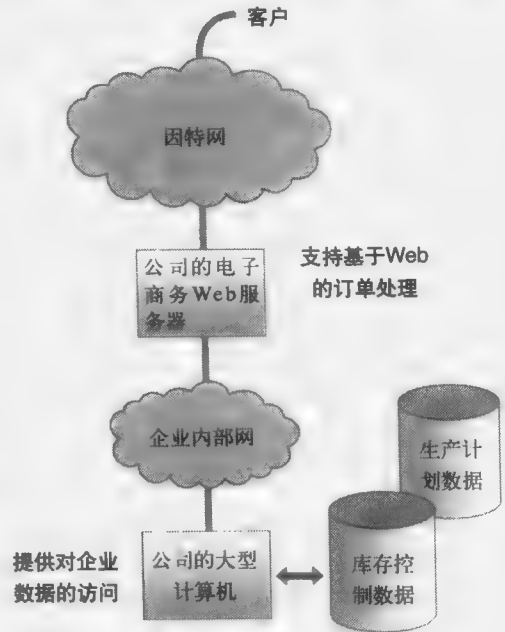 客户
因特网
公司的电子
商务Web服
务器
支持基于Web
的订单处理
企业内部网
生产计
划数据
提供对企业
数据的访问
公司的大型
计算机
库存控
制数据